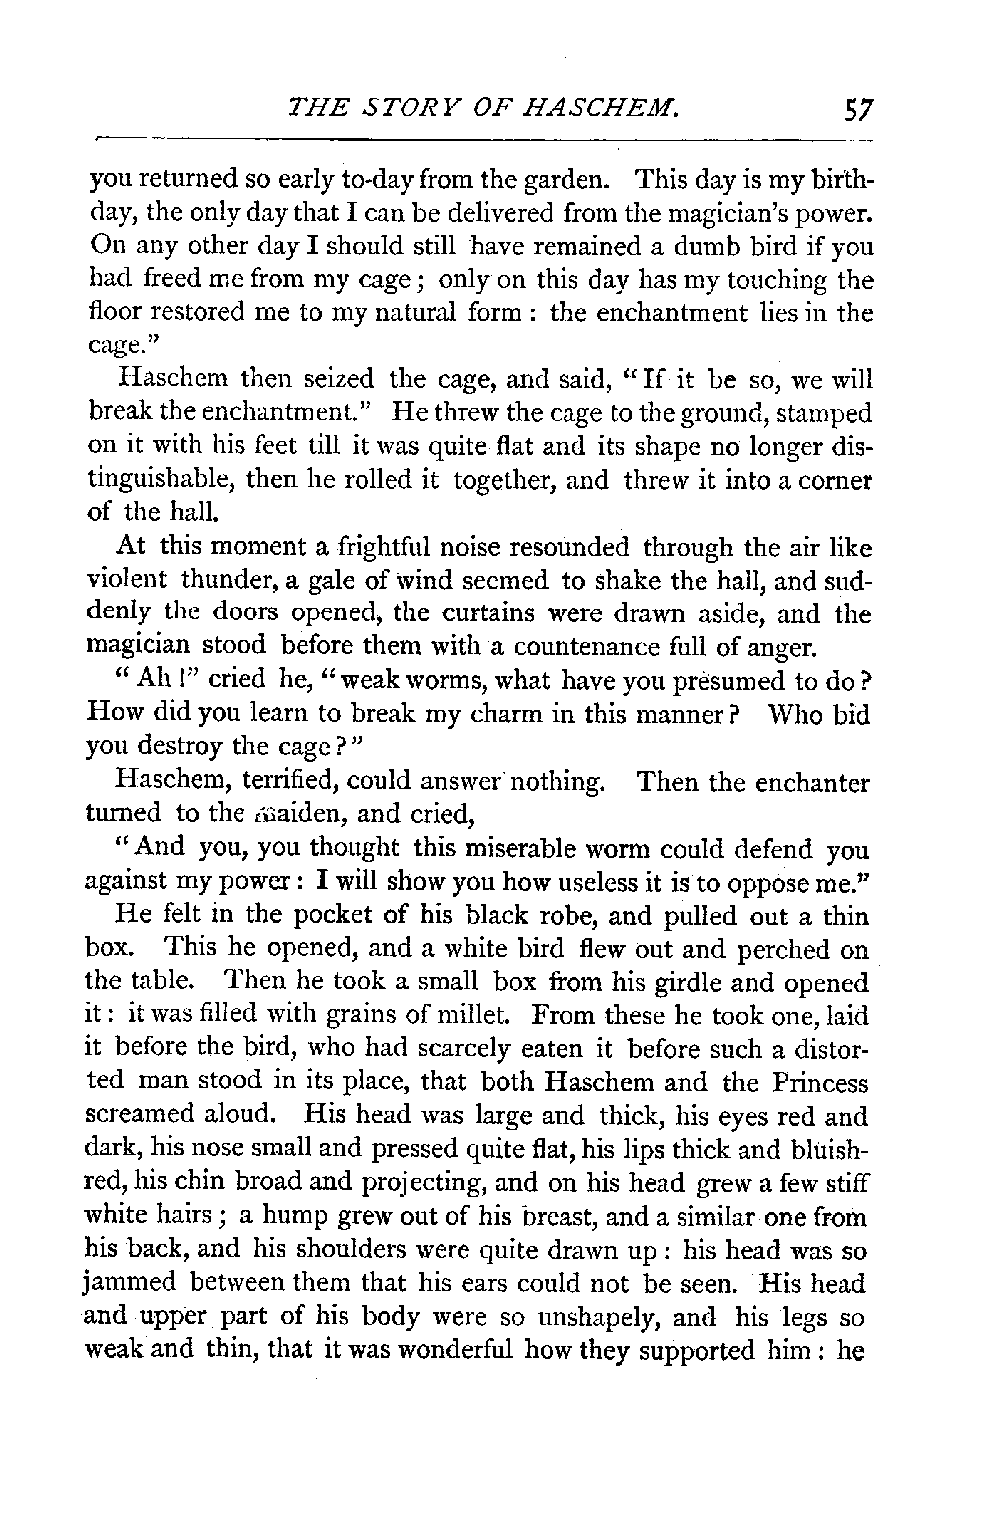 THE STORY OF HASCHEM. 57
you returned so early to-day from the garden. This day is my birth-
day, the only day that I can be delivered from the magician's power.
On any other day I should still have remained a dumb bird if you
had freed me from my cage; only on this day has my touching the
floor restored me to my natural form : the enchantment lies in the
cage."
Haschem then seized the cage, and said, "If it be so, we will
break the enchantment." He threw the cage to the ground, stamped
on it with his feet till it was quite flat and its shape no longer dis-
tinguishable, then he rolled it together, and threw it into a corner
of the hall.
At this moment a frightful noise resounded through the air like
violent thunder, a gale of wind seemed to shake the hall, and sud-
denly the doors opened, the curtains were drawn aside, and the
magician stood before them with a countenance full of anger.
"Ah!" cried he, "weak worms, what have you presumed to do?
How did you learn to break my charm in this manner? Who bid
you destroy the cage?"
Haschem, terrified, could answer nothing. Then the enchanter
turned to the maiden, and cried,
"And you, you thought this miserable worm could defend you
against my power : I will show you how useless it is to oppose me."
He felt in the pocket of his black robe, and pulled out a thin
box. This he opened, and a white bird flew out and perched on
the table. Then he took a small box from his girdle and opened
it : it was filled with grains of millet. From these he took one, laid
it before the bird, who had scarcely eaten it before such a distor-
ted man stood in its place, that both Haschem and the Princess
screamed aloud. His head was large and thick, his eyes red and
dark, his nose small and pressed quite flat, his lips thick and bluish-
red, his chin broad and projecting, and on his head grew a few stiff
white hairs; a hump grew out of his breast, and a similar one from
his back, and his shoulders were quite drawn up : his head was so
jammed between them that his ears could not be seen. His head
and upper part of his body were so unshapely, and his legs so
weak and thin, that it was wonderful how they supported him : he